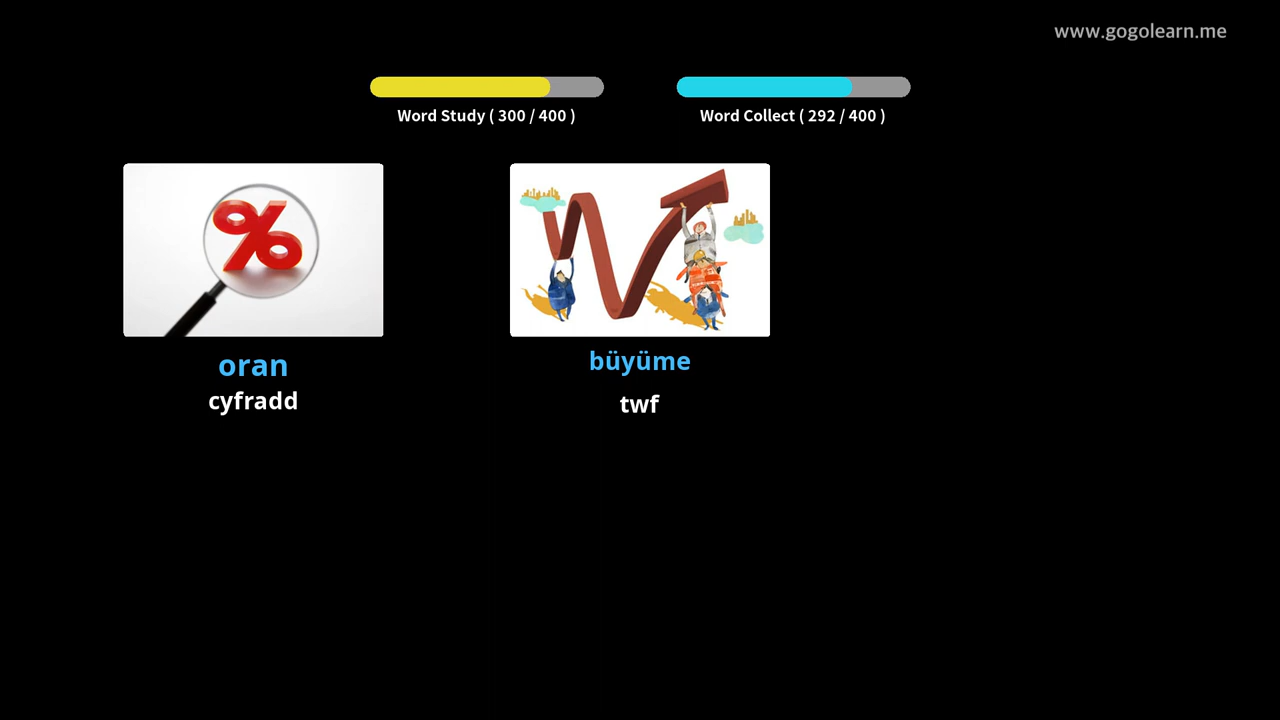 www.gogolearn.me
Word Study ( 300 / 400 )
Word Collect ( 292 / 400 )
%
oran
cyfradd
büyüme
twf